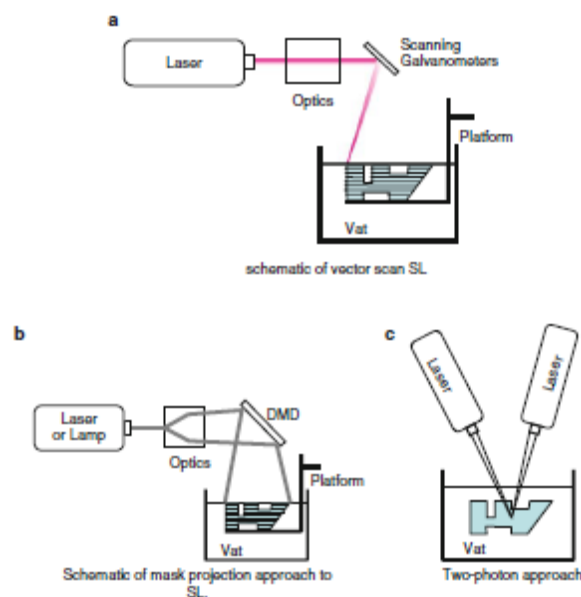 a
Laser
Optics
Scanning
Galvanometers
Platform
Vat
schematic of vector scan SL
b
Laser
or Lamp
Optics
DMD
Platform
Vat
Schematic of mask projection approach to
SL.
c
Laser
Laser
Vat
Two-photon approach